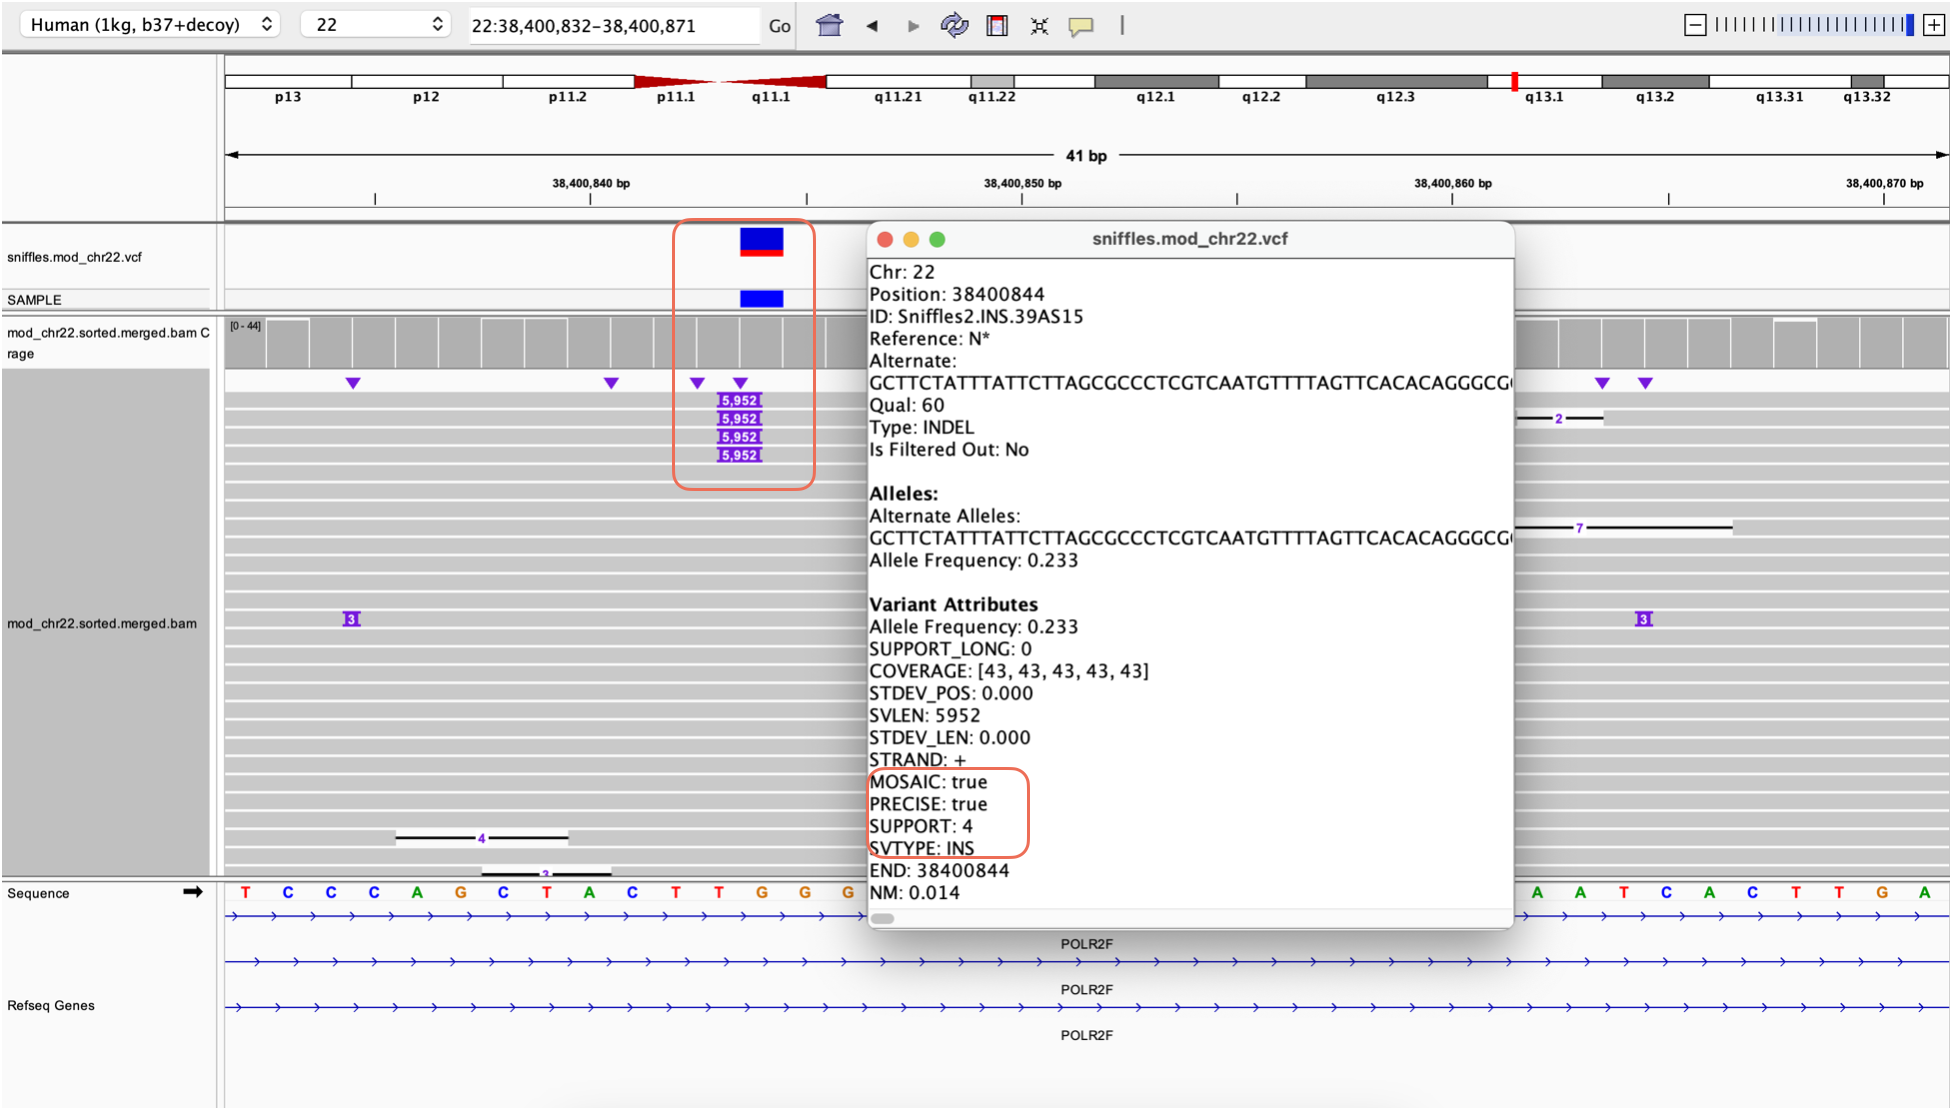 Human (1kg, b37+decoy) 22 22:38,400,832-38,400,871 Go
p13 p12 p11.2 p11.1 q11.1 q11.21 q11.22 q12.1 q12.2 q12.3 q13.1 q13.2 q13.31 q13.32
41 bp
38,400,840 bp 38,400,850 bp 38,400,860 bp 38,400,870 bp
sniffles.mod_chr22.vcf
SAMPLE
mod_chr22.sorted.merged.bam C
rage
[0 - 44]
5,952
5,952
5,952
5,952
2
7
mod_chr22.sorted.merged.bam
3
3
4
3
sniffles.mod_chr22.vcf
Chr: 22
Position: 38400844
ID: Sniffles2.INS.39AS15
Reference: N*
Alternate:
GCTTCTATTTATTCTTAGCGCCCTCGTCAATGTTTTAGTTCACACAGGGCG
Qual: 60
Type: INDEL
Is Filtered Out: No
Alleles:
Alternate Alleles:
GCTTCTATTTATTCTTAGCGCCCTCGTCAATGTTTTAGTTCACACAGGGCG
Allele Frequency: 0.233
Variant Attributes
Allele Frequency: 0.233
SUPPORT_LONG: 0
COVERAGE: [43, 43, 43, 43, 43]
STDEV_POS: 0.000
SVLEN: 5952
STDEV_LEN: 0.000
STRAND: +
MOSAIC: true
PRECISE: true
SUPPORT: 4
SVTYPE: INS
END: 38400844
NM: 0.014
Sequence T C C C A G C T A C T T G G G A A T C A C T T G A
POLR2F
POLR2F
Refseq Genes
POLR2F